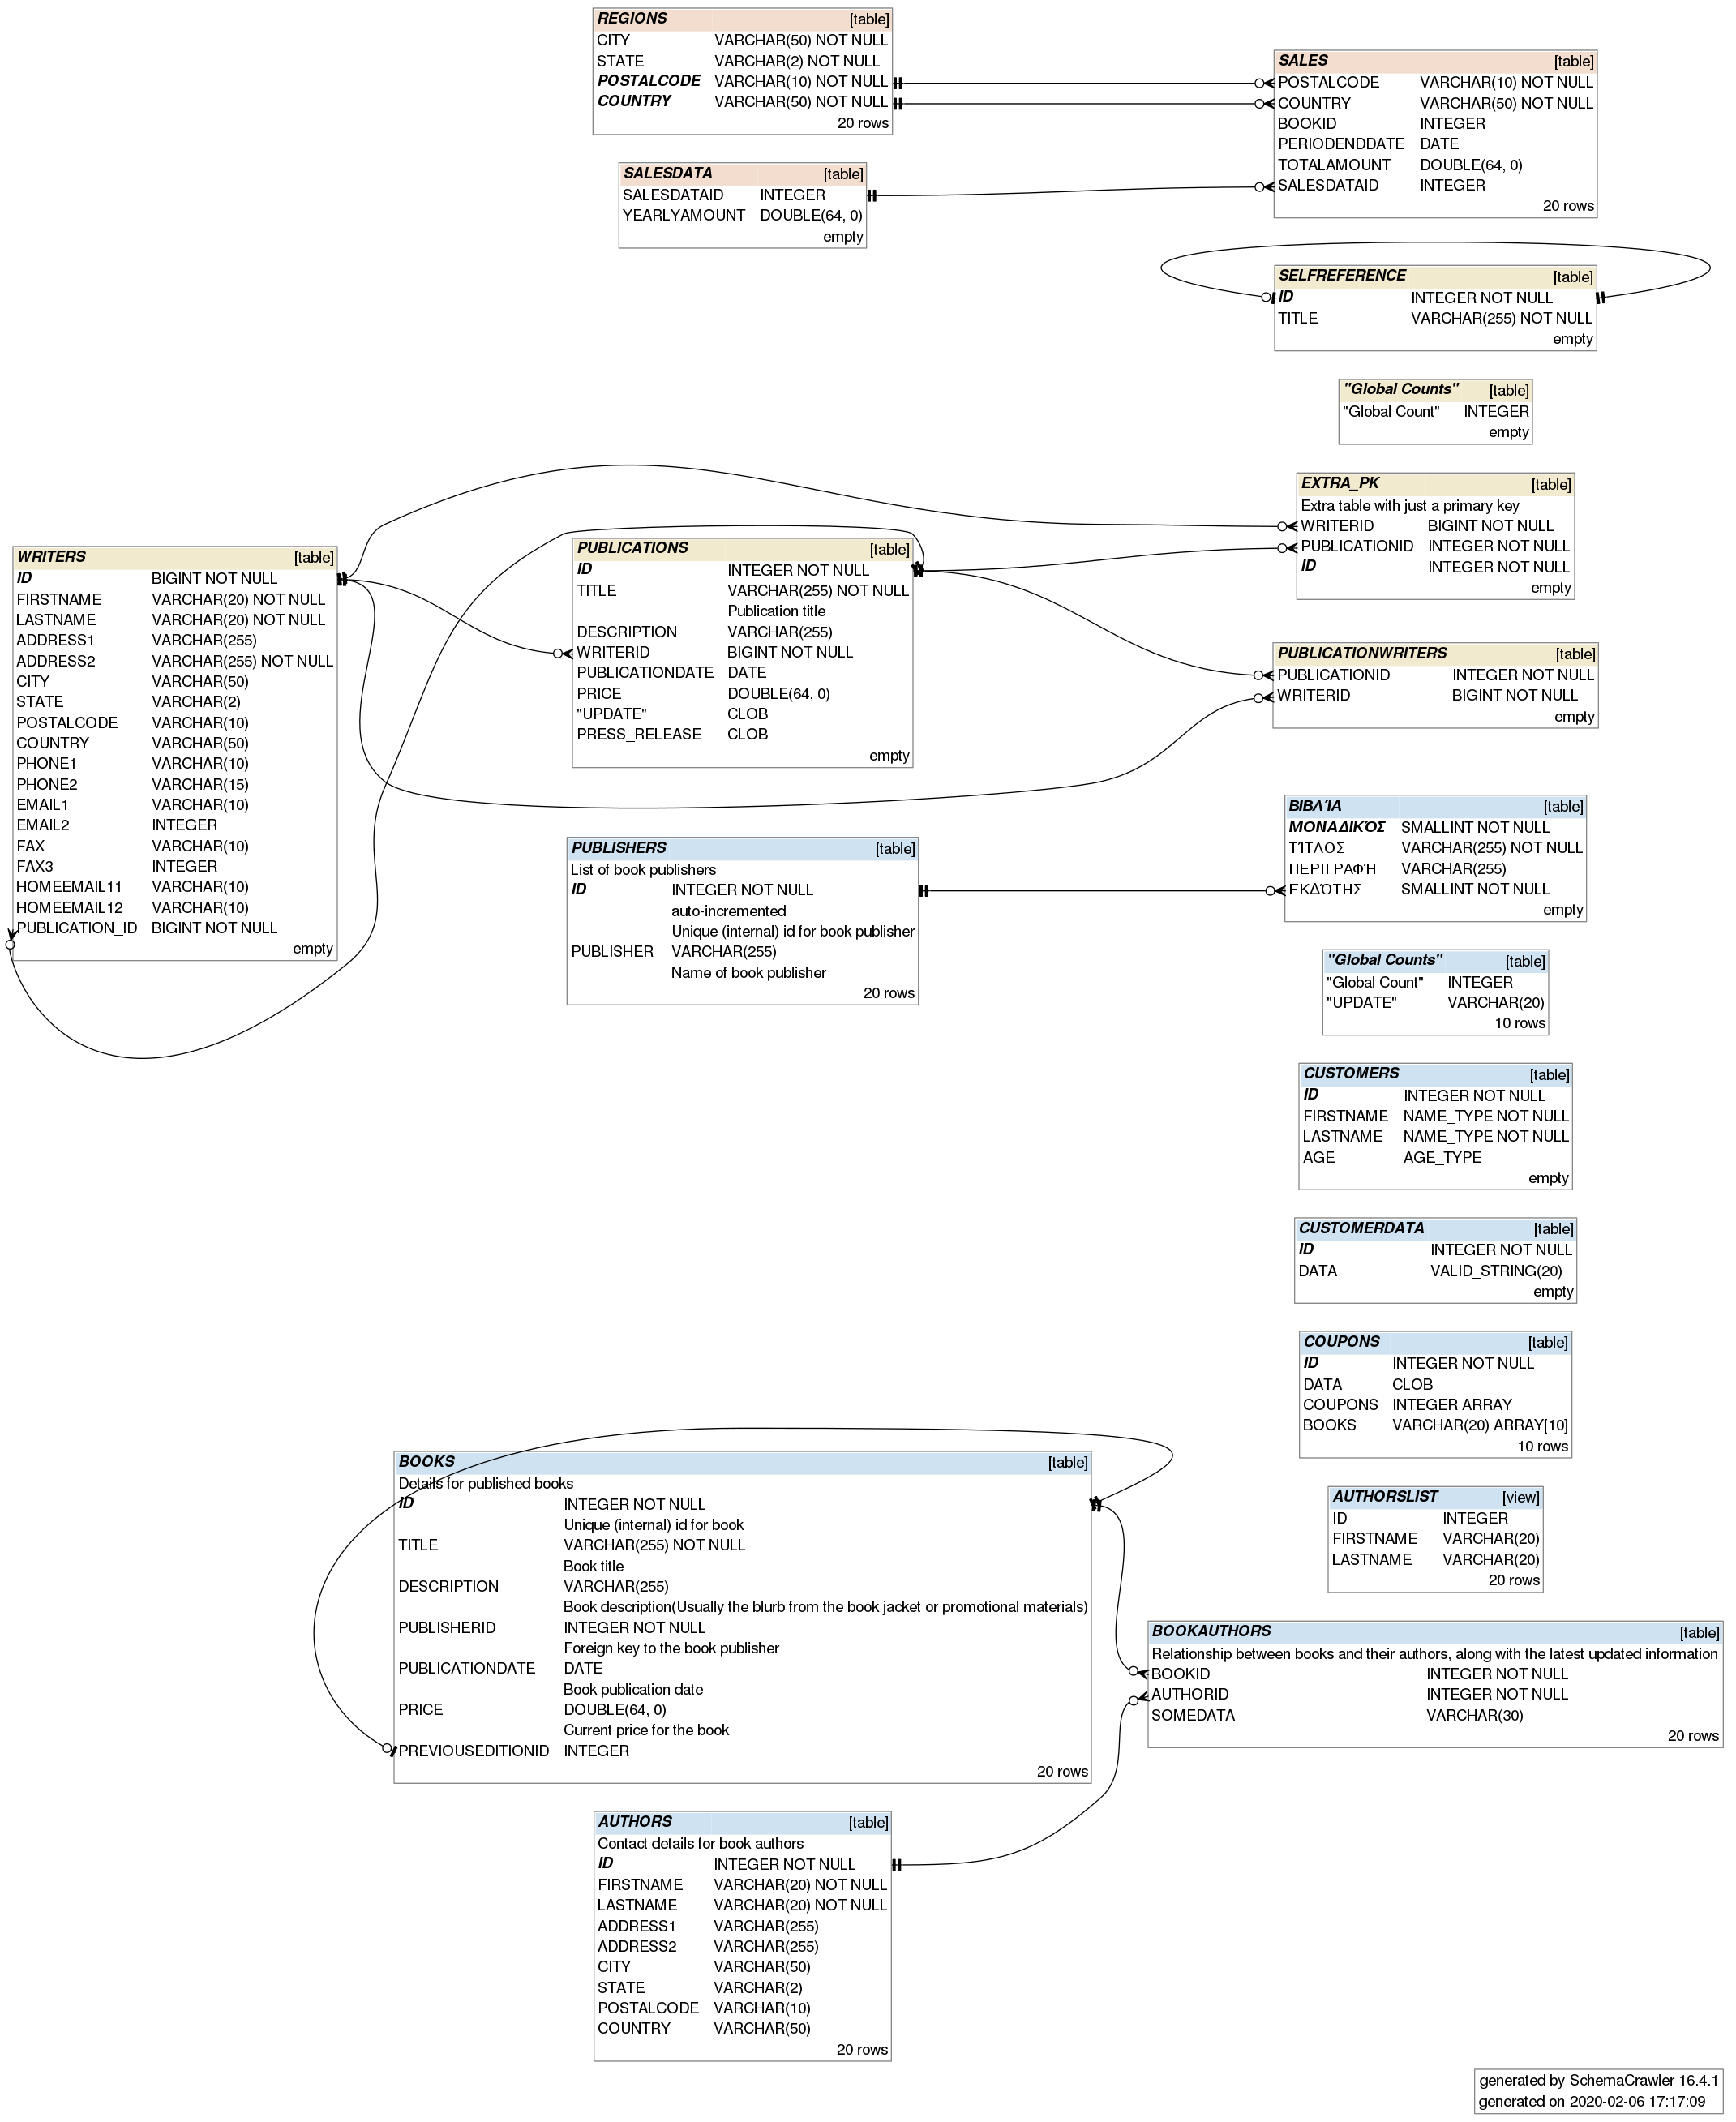 REGIONS [table]
CITY VARCHAR(50) NOT NULL
STATE VARCHAR(2) NOT NULL
POSTALCODE VARCHAR(10) NOT NULL
COUNTRY VARCHAR(50) NOT NULL
20 rows
SALES [table]
POSTALCODE VARCHAR(10) NOT NULL
COUNTRY VARCHAR(50) NOT NULL
BOOKID INTEGER
PERIODENDDATE DATE
TOTALAMOUNT DOUBLE(64, 0)
SALESDATAID INTEGER
20 rows
SALESDATA [table]
SALESDATAID INTEGER
YEARLYAMOUNT DOUBLE(64, 0)
empty
SELFREFERENCE [table]
ID INTEGER NOT NULL
TITLE VARCHAR(255) NOT NULL
empty
"Global Counts" [table]
"Global Count" INTEGER
empty
EXTRA_PK [table]
Extra table with just a primary key
WRITERID BIGINT NOT NULL
PUBLICATIONID INTEGER NOT NULL
ID INTEGER NOT NULL
empty
WRITERS [table]
ID BIGINT NOT NULL
FIRSTNAME VARCHAR(20) NOT NULL
LASTNAME VARCHAR(20) NOT NULL
ADDRESS1 VARCHAR(255)
ADDRESS2 VARCHAR(255) NOT NULL
CITY VARCHAR(50)
STATE VARCHAR(2)
POSTALCODE VARCHAR(10)
COUNTRY VARCHAR(50)
PHONE1 VARCHAR(10)
PHONE2 VARCHAR(15)
EMAIL1 VARCHAR(10)
EMAIL2 INTEGER
FAX VARCHAR(10)
FAX3 INTEGER
HOMEEMAIL11 VARCHAR(10)
HOMEEMAIL12 VARCHAR(10)
PUBLICATION_ID BIGINT NOT NULL
empty
PUBLICATIONS [table]
ID INTEGER NOT NULL
TITLE VARCHAR(255) NOT NULL
Publication title
DESCRIPTION VARCHAR(255)
WRITERID BIGINT NOT NULL
PUBLICATIONDATE DATE
PRICE DOUBLE(64, 0)
"UPDATE" CLOB
PRESS_RELEASE CLOB
empty
PUBLICATIONWRITERS [table]
PUBLICATIONID INTEGER NOT NULL
WRITERID BIGINT NOT NULL
empty
ΒΙΒΛΊΑ [table]
ΜΟΝΑΔΙΚΌΣ SMALLINT NOT NULL
ΤΊΤΛΟΣ VARCHAR(255) NOT NULL
ΠΕΡΙΓΡΑΦΉ VARCHAR(255)
ΕΚΔΌΤΗΣ SMALLINT NOT NULL
empty
PUBLISHERS [table]
List of book publishers
ID INTEGER NOT NULL
auto-incremented
Unique (internal) id for book publisher
PUBLISHER VARCHAR(255)
Name of book publisher
20 rows
"Global Counts" [table]
"Global Count" INTEGER
"UPDATE" VARCHAR(20)
10 rows
CUSTOMERS [table]
ID INTEGER NOT NULL
FIRSTNAME NAME_TYPE NOT NULL
LASTNAME NAME_TYPE NOT NULL
AGE AGE_TYPE
empty
CUSTOMERDATA [table]
ID INTEGER NOT NULL
DATA VALID_STRING(20)
empty
COUPONS [table]
ID INTEGER NOT NULL
DATA CLOB
COUPONS INTEGER ARRAY
BOOKS VARCHAR(20) ARRAY[10]
10 rows
BOOKS [table]
Details for published books
ID INTEGER NOT NULL
Unique (internal) id for book
TITLE VARCHAR(255) NOT NULL
Book title
DESCRIPTION VARCHAR(255)
Book description(Usually the blurb from the book jacket or promotional materials)
PUBLISHERID INTEGER NOT NULL
Foreign key to the book publisher
PUBLICATIONDATE DATE
Book publication date
PRICE DOUBLE(64, 0)
Current price for the book
PREVIOUSEDITIONID INTEGER
20 rows
AUTHORSLIST [view]
ID INTEGER
FIRSTNAME VARCHAR(20)
LASTNAME VARCHAR(20)
20 rows
BOOKAUTHORS [table]
Relationship between books and their authors, along with the latest updated information
BOOKID INTEGER NOT NULL
AUTHORID INTEGER NOT NULL
SOMEDATA VARCHAR(30)
20 rows
AUTHORS [table]
Contact details for book authors
ID INTEGER NOT NULL
FIRSTNAME VARCHAR(20) NOT NULL
LASTNAME VARCHAR(20) NOT NULL
ADDRESS1 VARCHAR(255)
ADDRESS2 VARCHAR(255)
CITY VARCHAR(50)
STATE VARCHAR(2)
POSTALCODE VARCHAR(10)
COUNTRY VARCHAR(50)
20 rows
generated by SchemaCrawler 16.4.1
generated on 2020-02-06 17:17:09